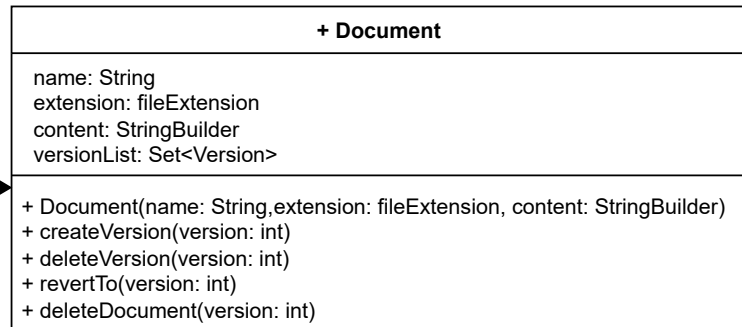 + Document
name: String
extension: fileExtension
content: StringBuilder
versionList: Set<Version>
+ Document(name: String,extension: fileExtension, content: StringBuilder)
+ createVersion(version: int)
+ deleteVersion(version: int)
+ revertTo(version: int)
+ deleteDocument(version: int)